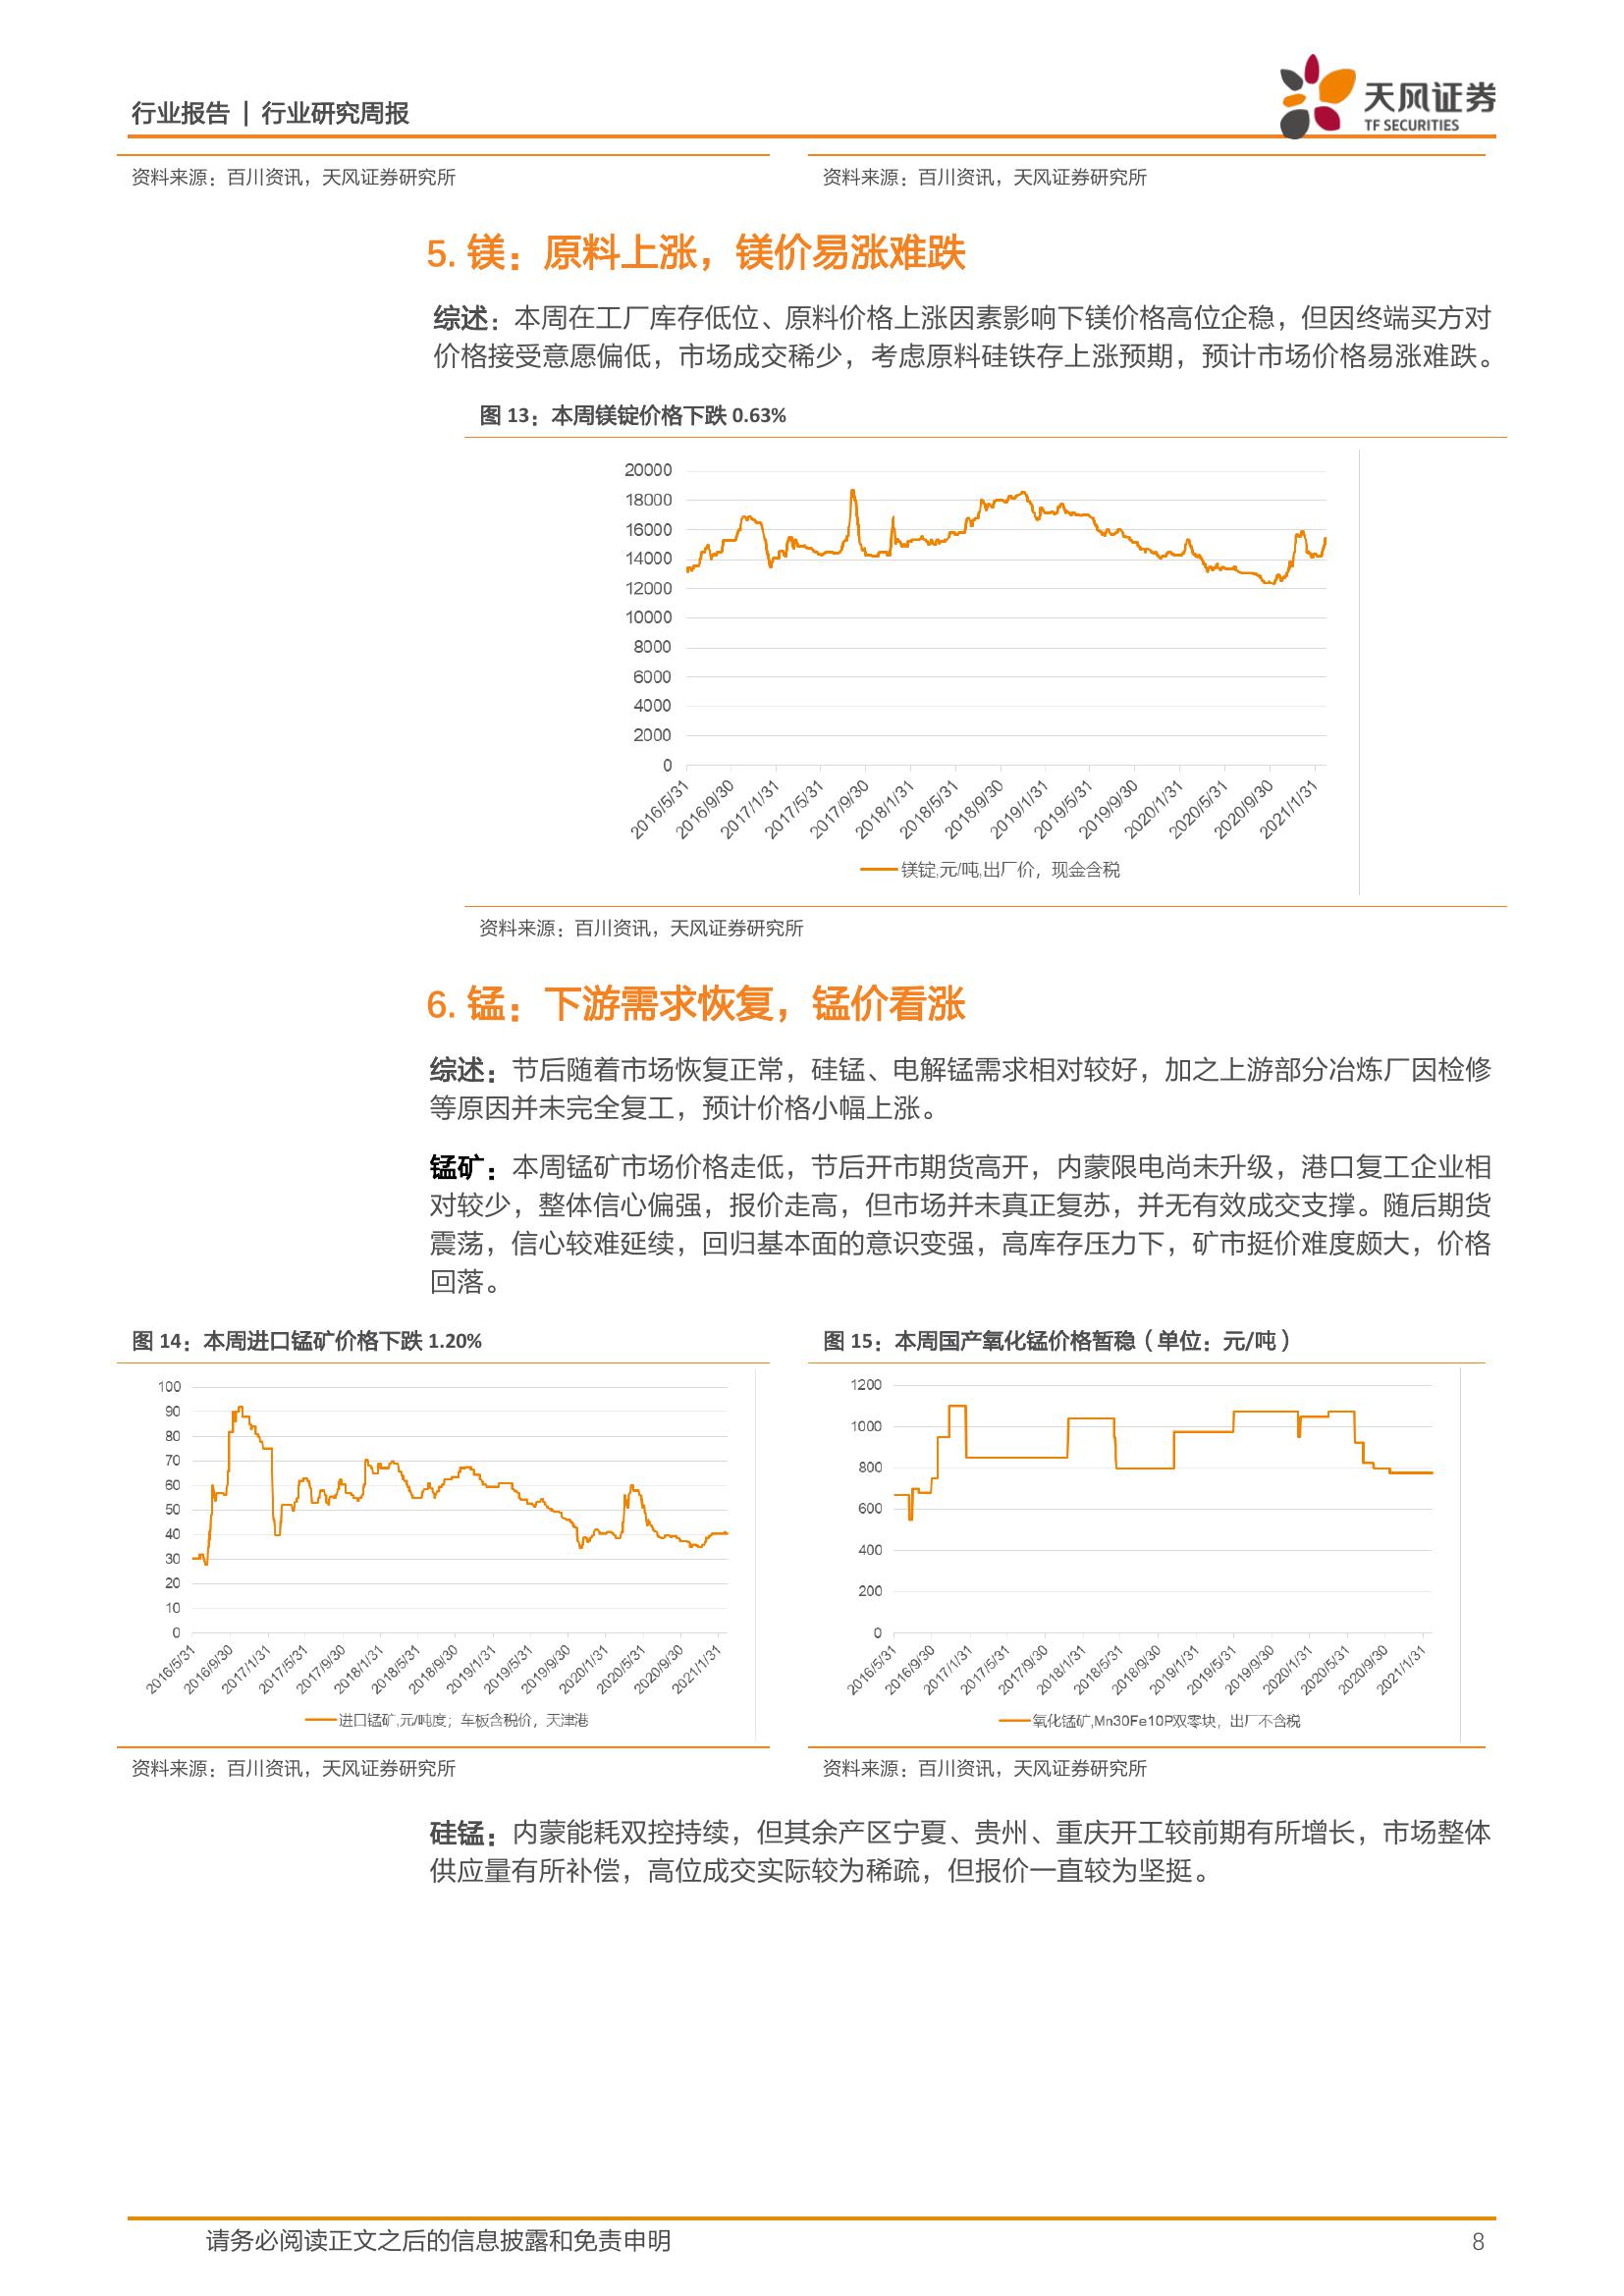 行业报告 | 行业研究周报
天风证券
TF SECURITIES
资料来源：百川资讯，天风证券研究所
资料来源：百川资讯，天风证券研究所
5. 镁：原料上涨，镁价易涨难跌
综述：本周在工厂库存低位、原料价格上涨因素影响下镁价格高位企稳，但因终端买方对
价格接受意愿偏低，市场成交稀少，考虑原料硅铁存上涨预期，预计市场价格易涨难跌。
图 13：本周镁锭价格下跌 0.63%
20000
18000
16000
14000
12000
10000
8000
6000
4000
2000
0
2016/5/31
2016/9/30
2017/1/31
2017/5/31
2017/9/30
2018/1/31
2018/5/31
2018/9/30
2019/1/31
2019/5/31
2019/9/30
2020/1/31
2020/5/31
2020/9/30
2021/1/31
镁锭,元/吨,出厂价，现金含税
资料来源：百川资讯，天风证券研究所
6. 锰：下游需求恢复，锰价看涨
综述：节后随着市场恢复正常，硅锰、电解锰需求相对较好，加之上游部分冶炼厂因检修
等原因并未完全复工，预计价格小幅上涨。
锰矿：本周锰矿市场价格走低，节后开市期货高开，内蒙限电尚未升级，港口复工企业相
对较少，整体信心偏强，报价走高，但市场并未真正复苏，并无有效成交支撑。随后期货
震荡，信心较难延续，回归基本面的意识变强，高库存压力下，矿市挺价难度颇大，价格
回落。
图 14：本周进口锰矿价格下跌 1.20%
100
90
80
70
60
50
40
30
20
10
0
2016/5/31
2016/9/30
2017/1/31
2017/5/31
2017/9/30
2018/1/31
2018/5/31
2018/9/30
2019/1/31
2019/5/31
2019/9/30
2020/1/31
2020/5/31
2020/9/30
2021/1/31
进口锰矿,元/吨度；车板含税价，天津港
资料来源：百川资讯，天风证券研究所
图 15：本周国产氧化锰价格暂稳（单位：元/吨）
1200
1000
800
600
400
200
0
2016/5/31
2016/9/30
2017/1/31
2017/5/31
2017/9/30
2018/1/31
2018/5/31
2018/9/30
2019/1/31
2019/5/31
2019/9/30
2020/1/31
2020/5/31
2020/9/30
2021/1/31
氧化锰矿,Mn30Fe10P双零块，出厂不含税
资料来源：百川资讯，天风证券研究所
硅锰：内蒙能耗双控持续，但其余产区宁夏、贵州、重庆开工较前期有所增长，市场整体
供应量有所补偿，高位成交实际较为稀疏，但报价一直较为坚挺。
请务必阅读正文之后的信息披露和免责申明
8